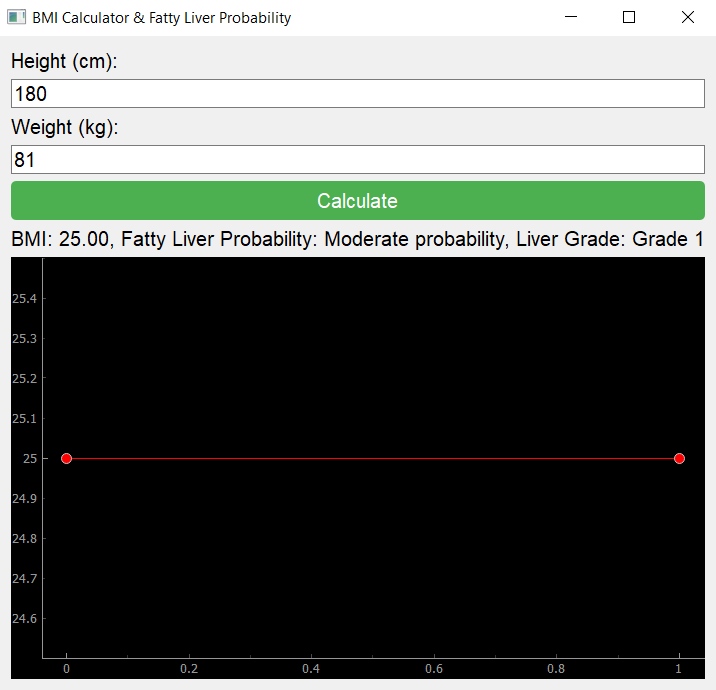 BMI Calculator & Fatty Liver Probability
Height (cm):
180
Weight (kg):
81
Calculate
BMI: 25.00, Fatty Liver Probability: Moderate probability, Liver Grade: Grade 1
25.4
25.3
25.2
25.1
25
24.9
24.8
24.7
24.6
0 0.2 0.4 0.6 0.8 1